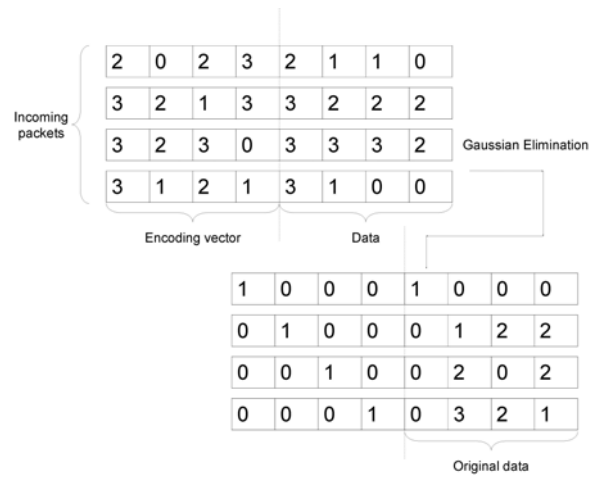 2 0 2 3 2 1 1 0
3 2 1 3 3 2 2 2
Incoming
packets
3 2 3 0 3 3 3 2
Gaussian Elimination
3 1 2 1 3 1 0 0
Encoding vector
Data
1 0 0 0 1 0 0 0
0 1 0 0 0 1 2 2
0 0 1 0 0 2 0 2
0 0 0 1 0 3 2 1
Original data